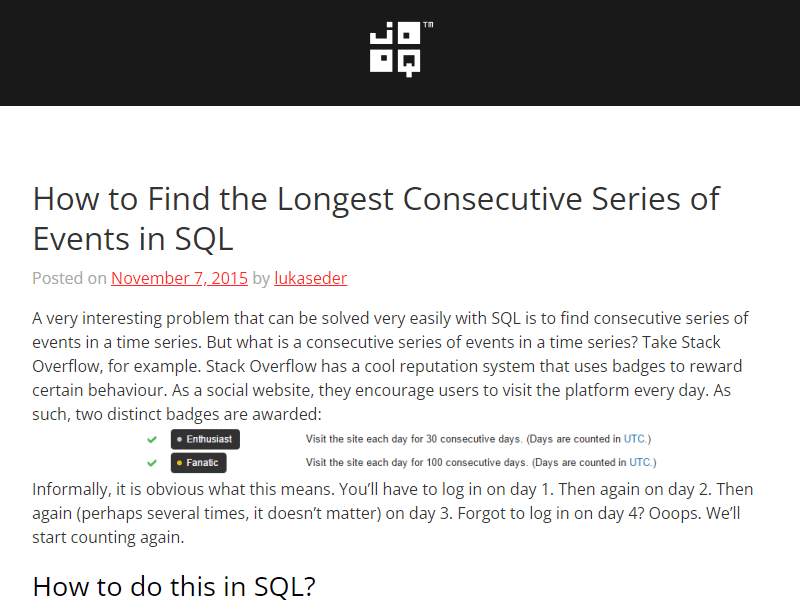 JOOQ™
How to Find the Longest Consecutive Series of
Events in SQL
Posted on November 7, 2015 by lukaseder
A very interesting problem that can be solved very easily with SQL is to find consecutive series of
events in a time series. But what is a consecutive series of events in a time series? Take Stack
Overflow, for example. Stack Overflow has a cool reputation system that uses badges to reward
certain behaviour. As a social website, they encourage users to visit the platform every day. As
such, two distinct badges are awarded:
Enthusiast Visit the site each day for 30 consecutive days. (Days are counted in UTC.)
Fanatic Visit the site each day for 100 consecutive days. (Days are counted in UTC.)
Informally, it is obvious what this means. You’ll have to log in on day 1. Then again on day 2. Then
again (perhaps several times, it doesn’t matter) on day 3. Forgot to log in on day 4? Ooops. We’ll
start counting again.
How to do this in SQL?